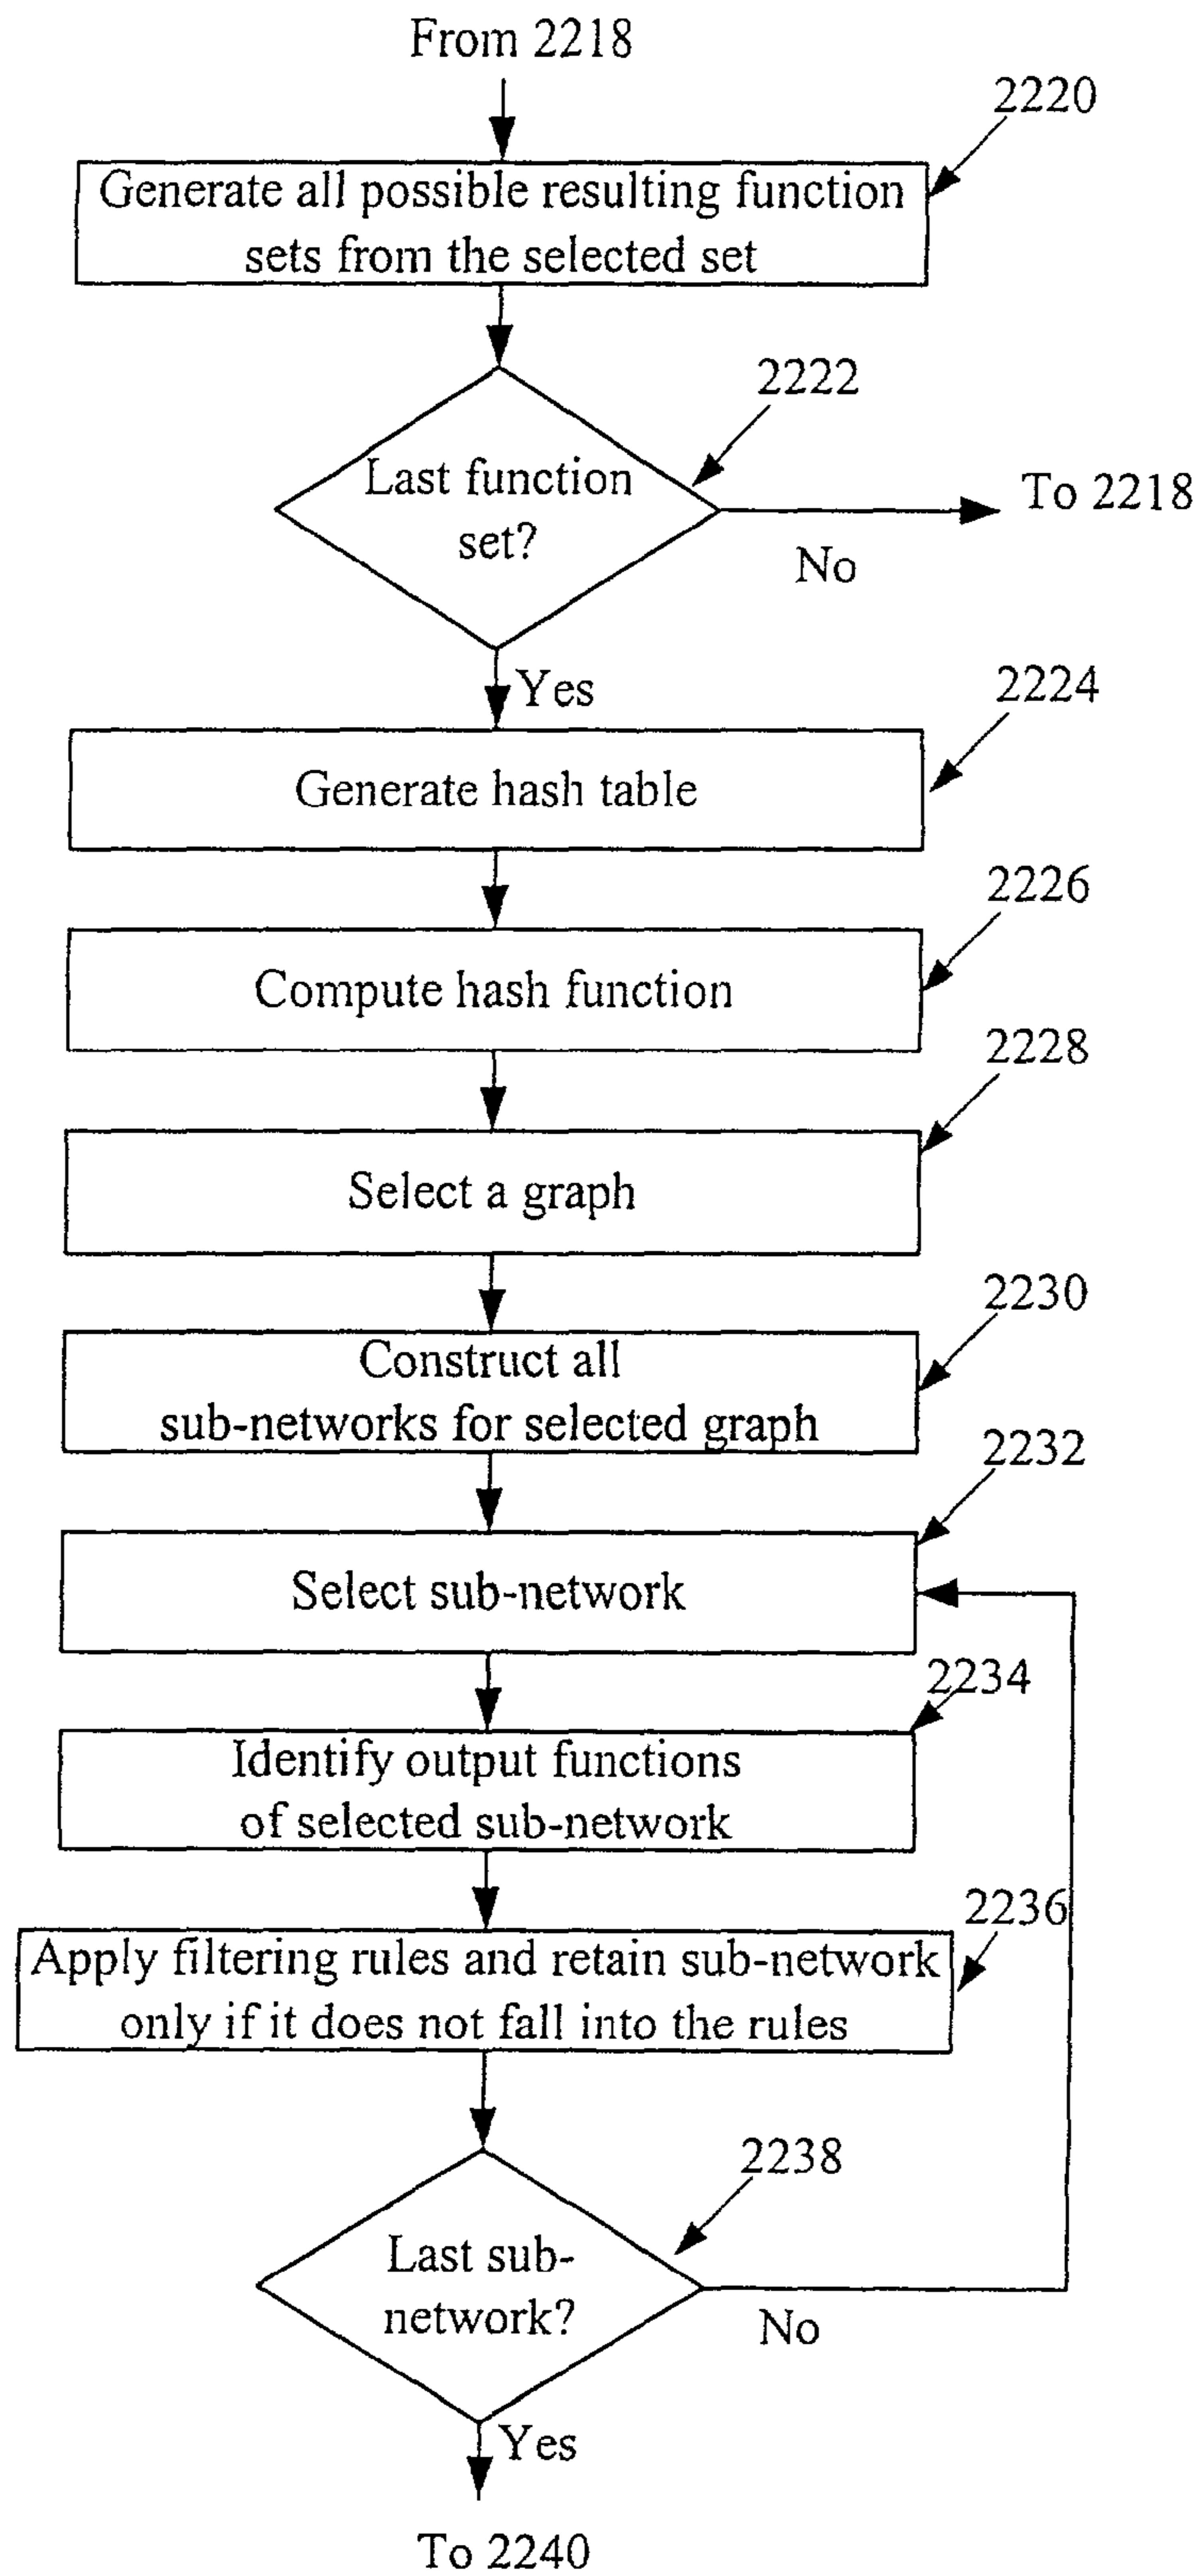 From 2218
2220
Generate all possible resulting function
sets from the selected set
2222
Last function
set?
To 2218
No
Yes
2224
Generate hash table
2226
Compute hash function
2228
Select a graph
2230
Construct all
sub-networks for selected graph
2232
Select sub-network
2234
Identify output functions
of selected sub-network
2236
Apply filtering rules and retain sub-network
only if it does not fall into the rules
2238
Last sub-
network?
No
Yes
To 2240